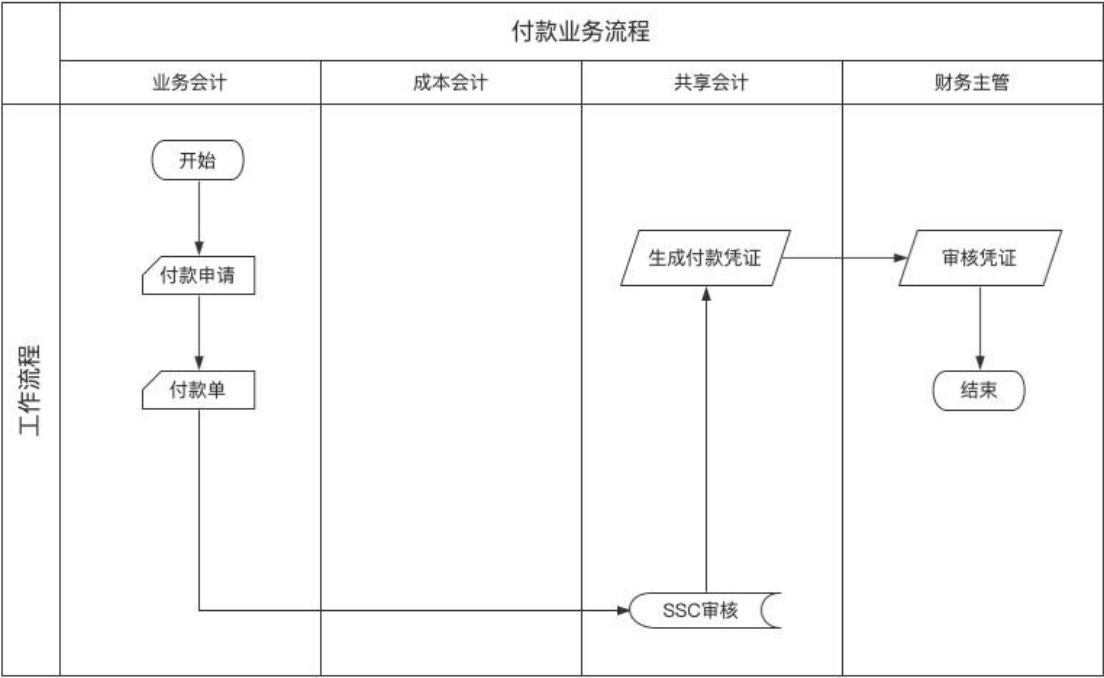 付款业务流程
业务会计
成本会计
共享会计
财务主管
工作流程
开始
付款申请
付款单
SSC审核
生成付款凭证
审核凭证
结束